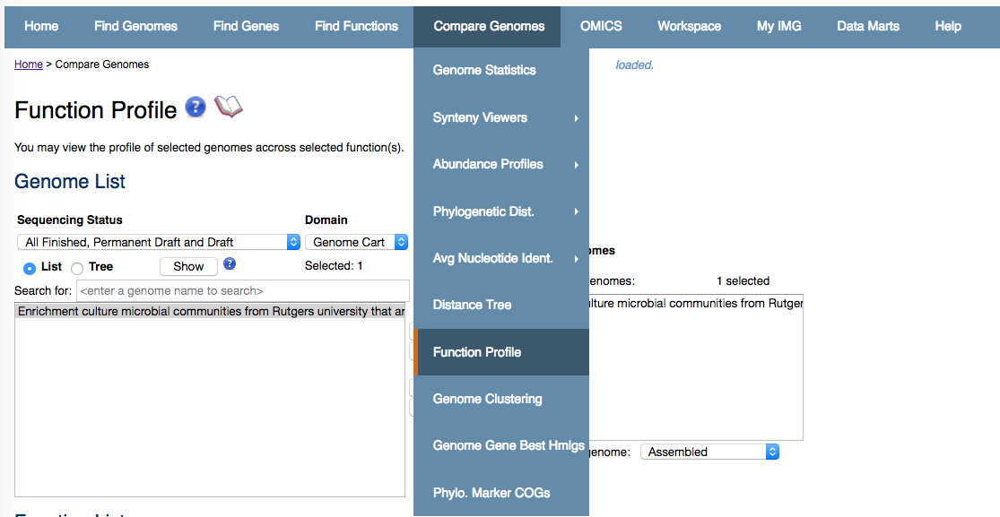 Home Find Genomes Find Genes Find Functions Compare Genomes OMICS Workspace My IMG Data Marts Help
Home > Compare Genomes
loaded.
Function Profile ?
You may view the profile of selected genomes accross selected function(s).
Genome List
Sequencing Status Domain
All Finished, Permanent Draft and Draft Genome Cart
List Tree Show ? Selected: 1
Search for: <enter a genome name to search>
Enrichment culture microbial communities from Rutgers university that ar
Genome Statistics
Synteny Viewers
Abundance Profiles
Phylogenetic Dist.
Avg Nucleotide Ident.
Distance Tree
Function Profile
Genome Clustering
Genome Gene Best Hmlgs
Phylo. Marker COGs
omes
enomes: 1 selected
lture microbial communities from Rutger
genome: Assembled